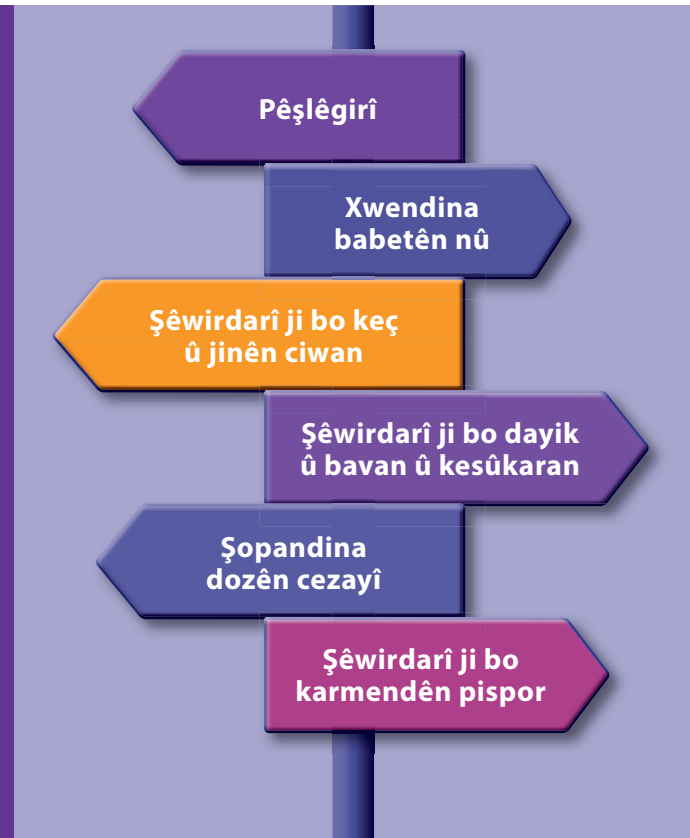 Pêşlêgirî
Xwendina
babetên nû
Şêwirdarî ji bo keç
û jinên ciwan
Şêwirdarî ji bo dayik
û bavan û kesûkaran
Şopandina
dozên cezayî
Şêwirdarî ji bo
karmendên pispor